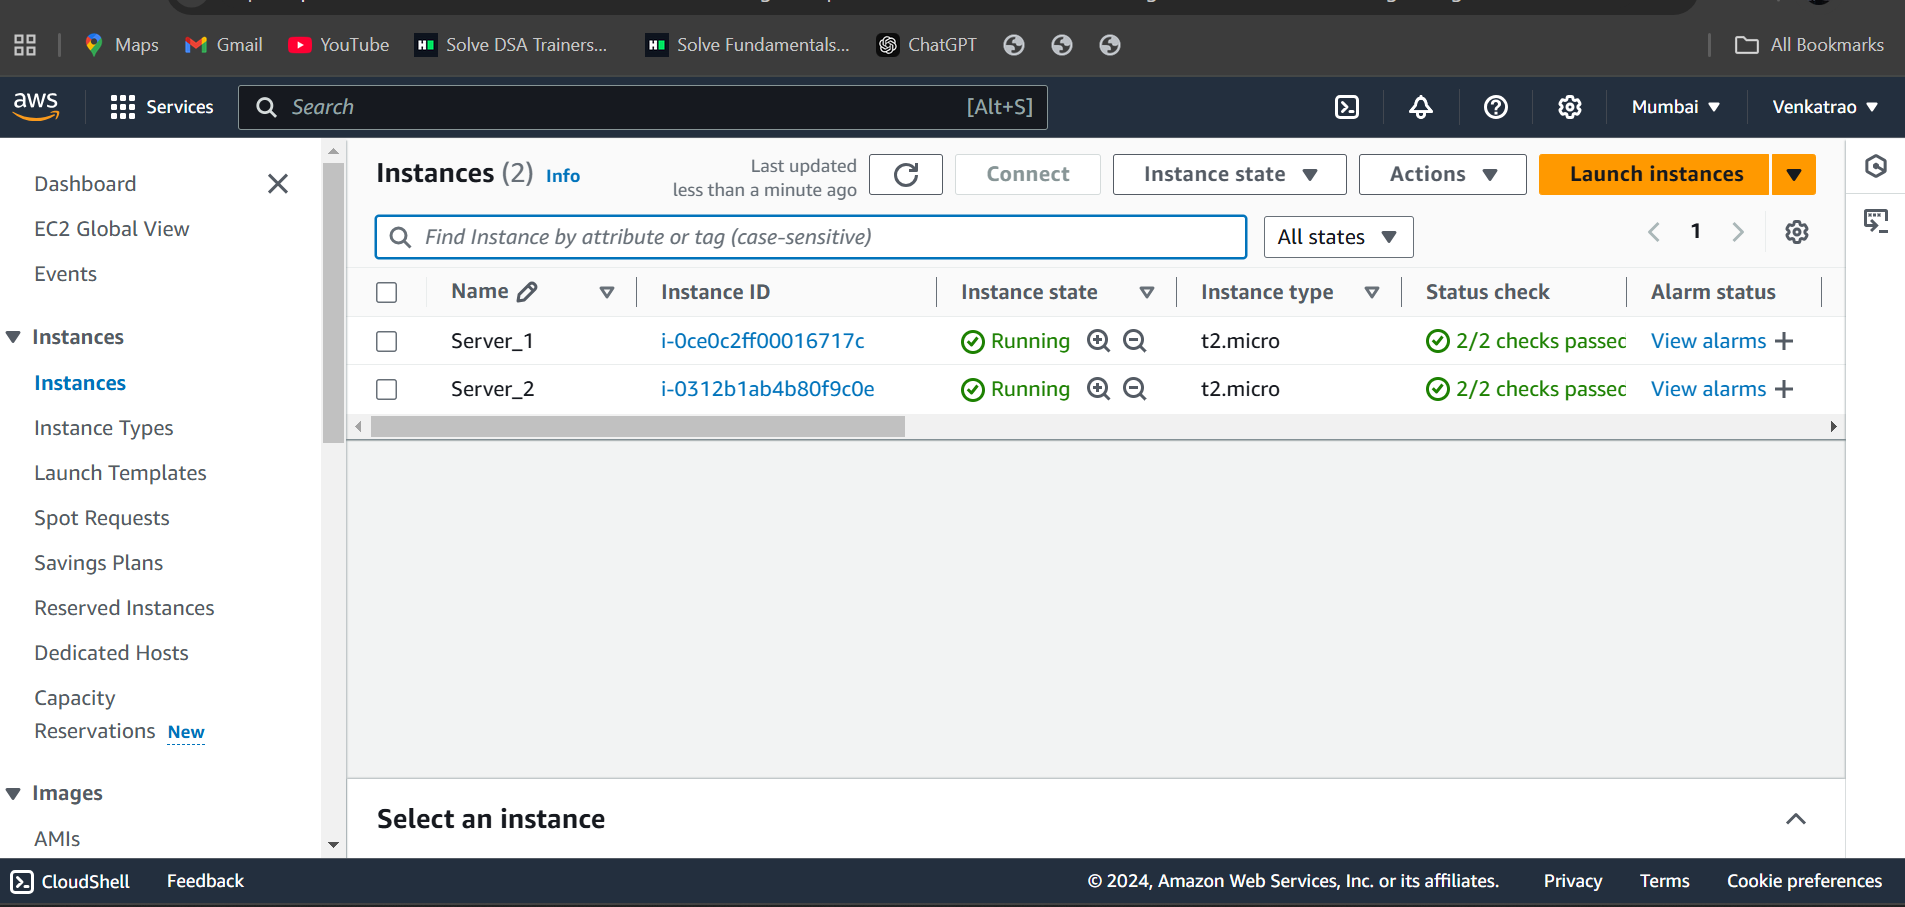 Maps Gmail YouTube Solve DSA Trainers... Solve Fundamentals... ChatGPT All Bookmarks
aws Services Search [Alt+S] Mumbai Venkatrao
Dashboard
EC2 Global View
Events
Instances
Instances
Instance Types
Launch Templates
Spot Requests
Savings Plans
Reserved Instances
Dedicated Hosts
Capacity
Reservations New
Images
AMIs
Instances (2) Info
Last updated
less than a minute ago
Connect Instance state Actions Launch instances
Find Instance by attribute or tag (case-sensitive) All states 1
Name Instance ID Instance state Instance type Status check Alarm status
Server_1 i-0ce0c2ff00016717c Running t2.micro 2/2 checks passed View alarms
Server_2 i-0312b1ab4b80f9c0e Running t2.micro 2/2 checks passed View alarms
Select an instance
CloudShell Feedback © 2024, Amazon Web Services, Inc. or its affiliates. Privacy Terms Cookie preferences